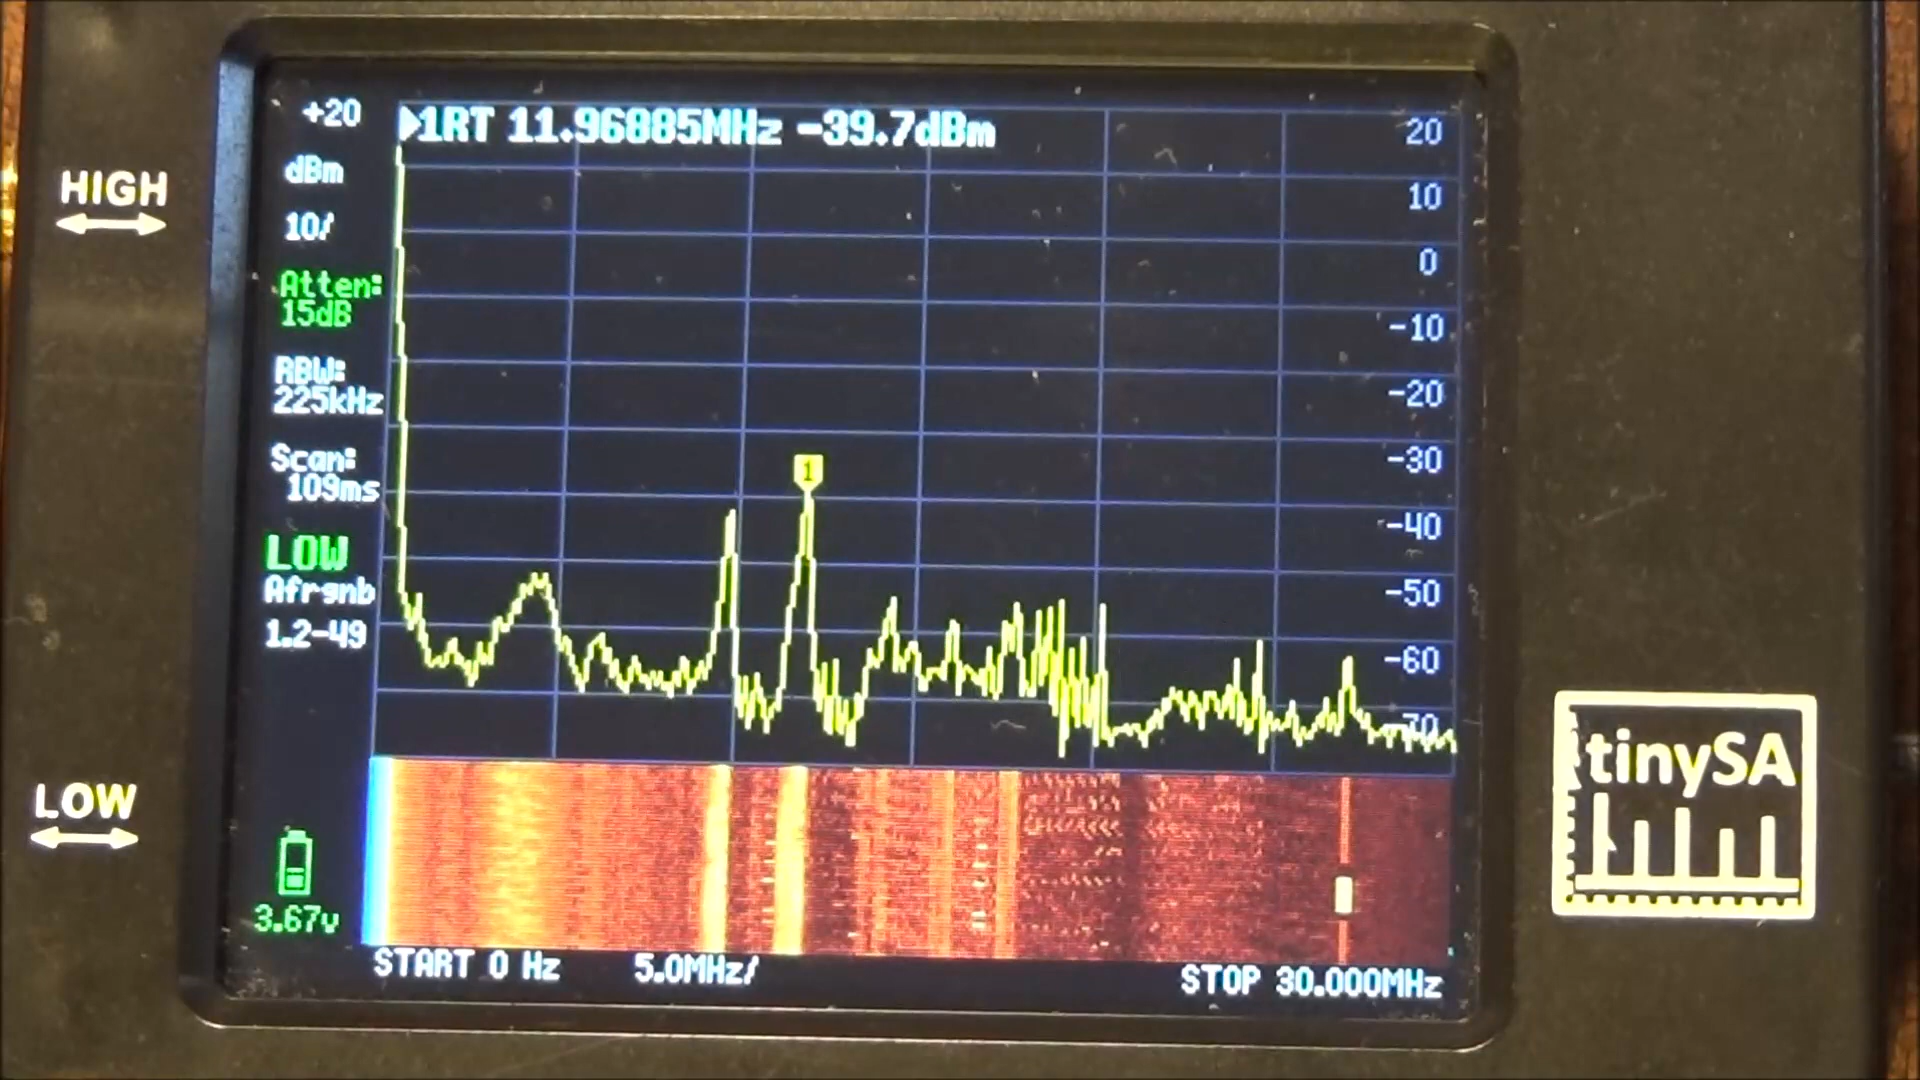 HIGH
LOW
+20
dBm
10/
Atten:
15dB
RBW:
225kHz
Scan:
109ms
LOW
Afrgnb
1.2-49
3.67v
1RT 11.96885MHz -39.7dBm
1
20
10
0
-10
-20
-30
-40
-50
-60
-70
START 0 Hz 5.0MHz/ STOP 30.000MHz
tinySA